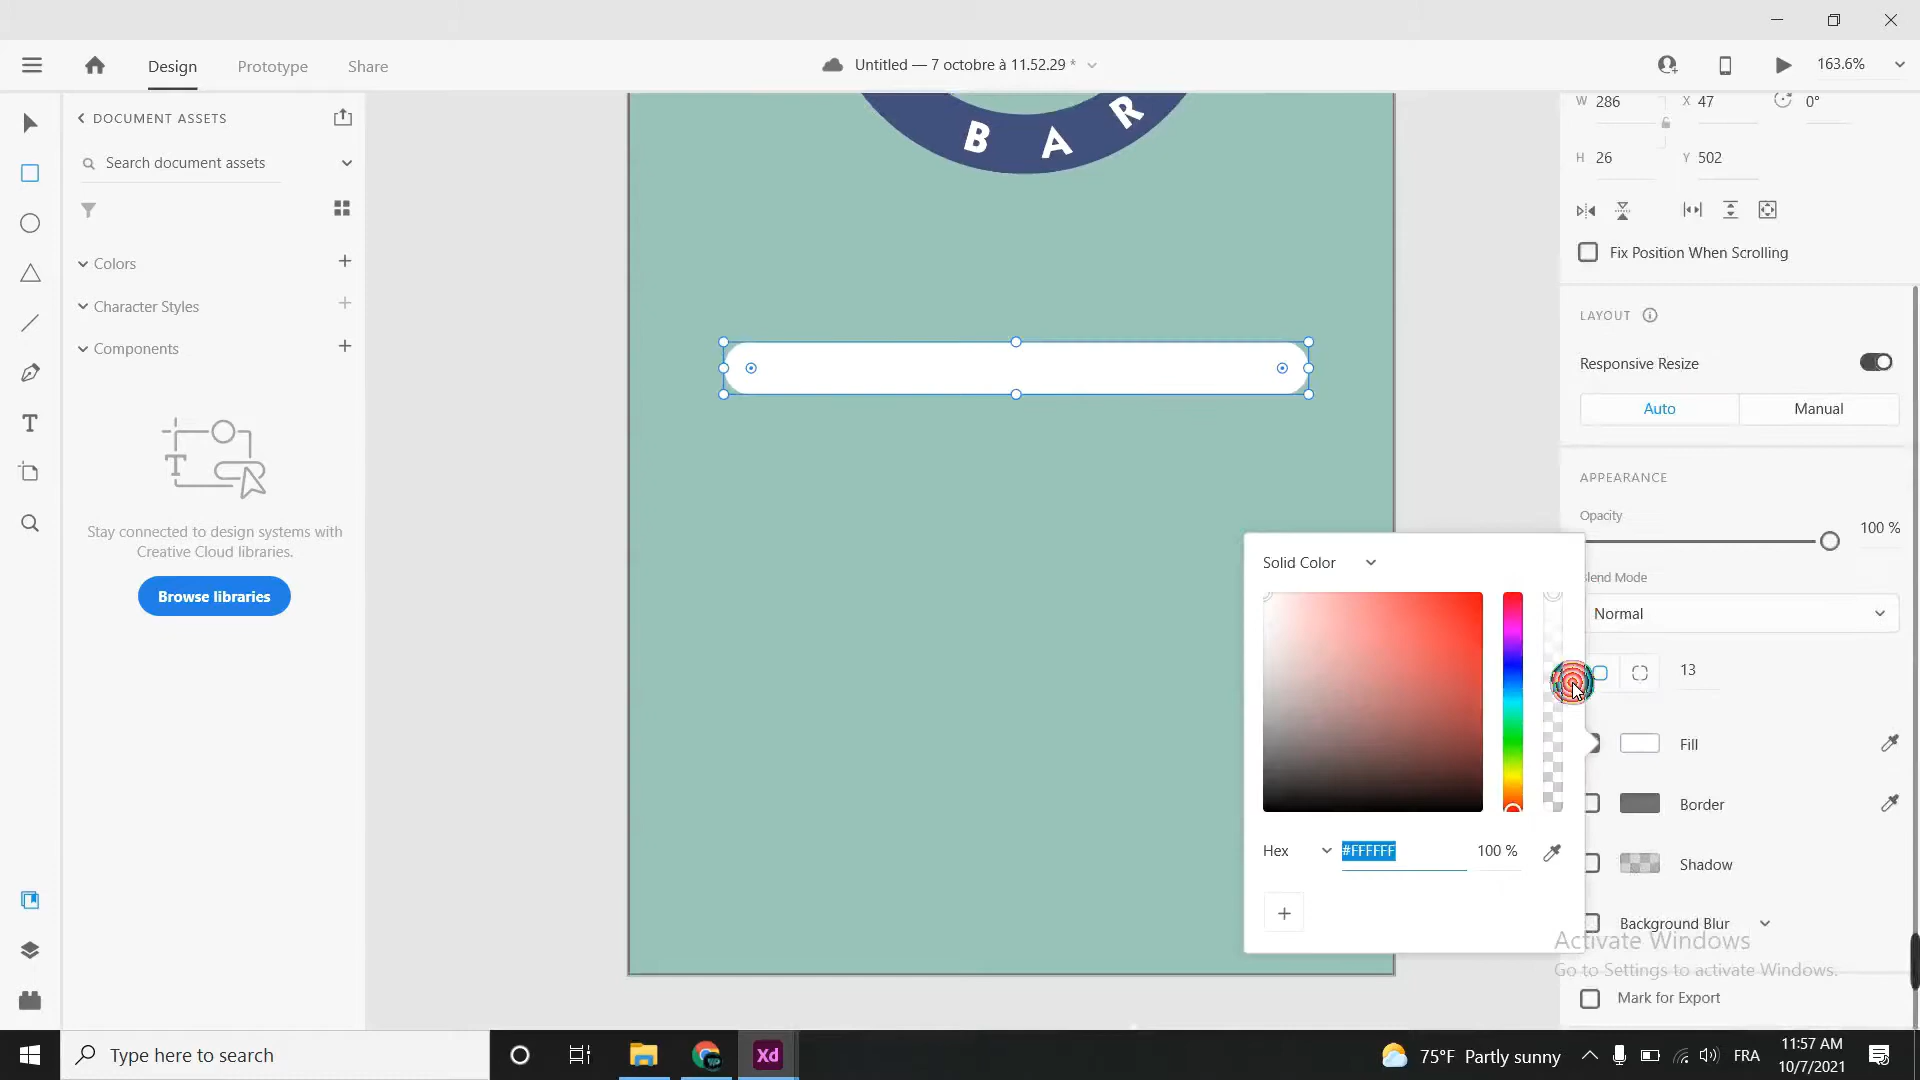 Design
Prototype
Share
Untitled — 7 octobre à 11.52.29 *
163.6%
DOCUMENT ASSETS
Search document assets
Colors
Character Styles
Components
T
Stay connected to design systems with
Creative Cloud libraries.
Browse libraries
B A R
W 286
X 47
0°
H 26
Y 502
Fix Position When Scrolling
LAYOUT
Responsive Resize
Auto
Manual
APPEARANCE
Opacity
100 %
Blend Mode
Normal
13
Solid Color
Hex
#FFFFFF
100 %
Fill
Border
Shadow
Background Blur
Activate Windows
Go to Settings to activate Windows.
Mark for Export
Type here to search
Xd
75°F Partly sunny
FRA
11:57 AM
10/7/2021